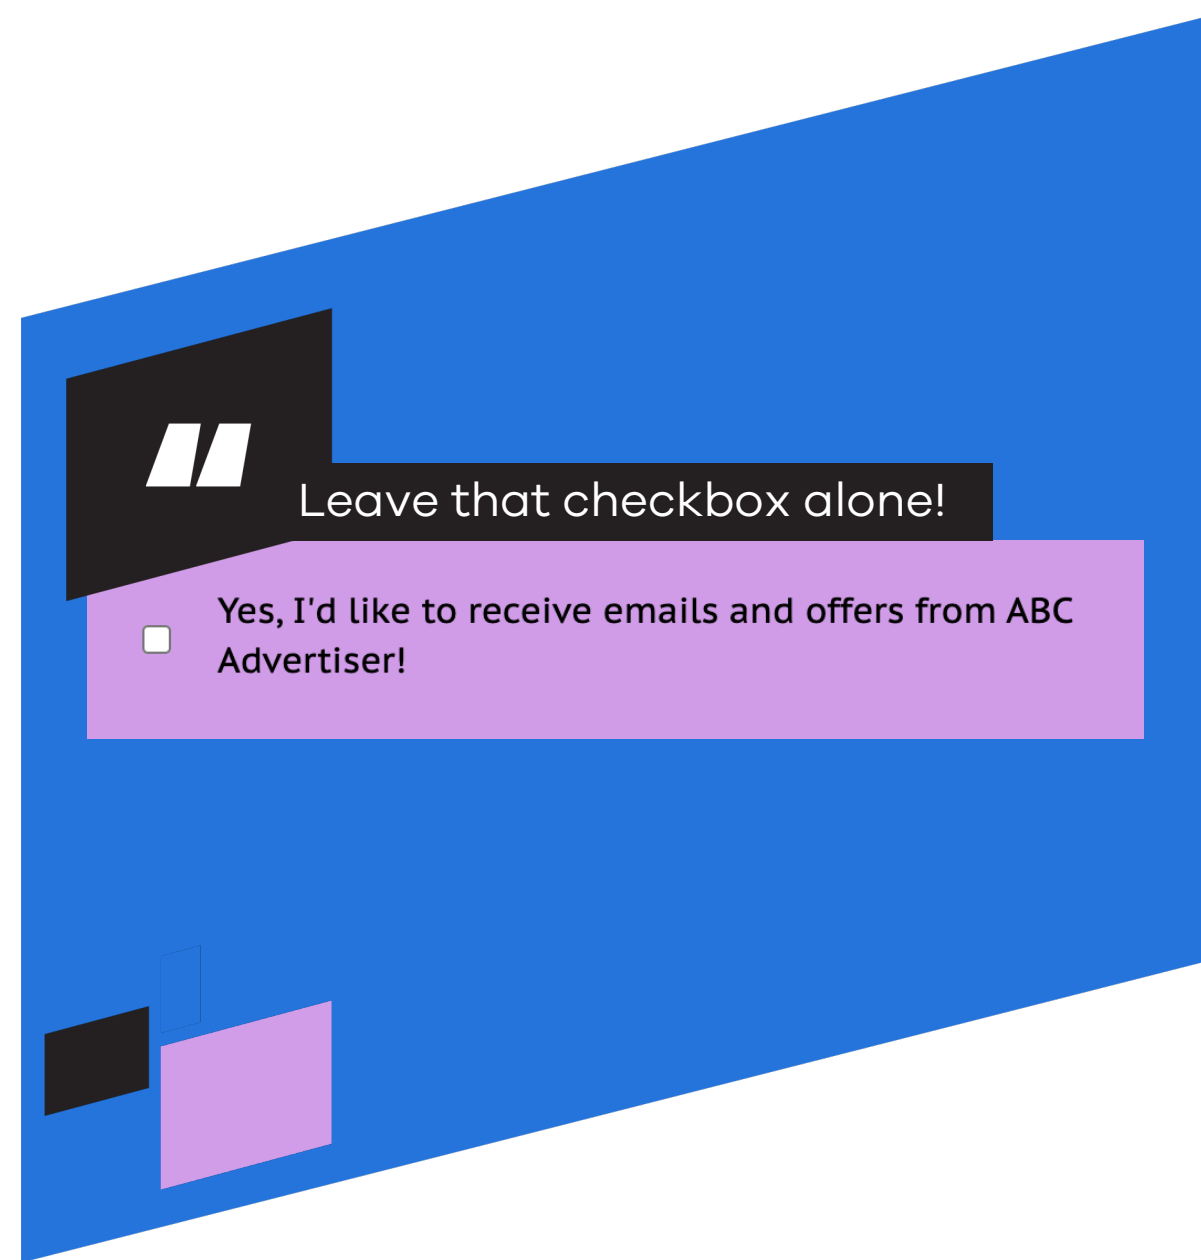 “
Leave that checkbox alone!
Yes, I'd like to receive emails and offers from ABC
Advertiser!